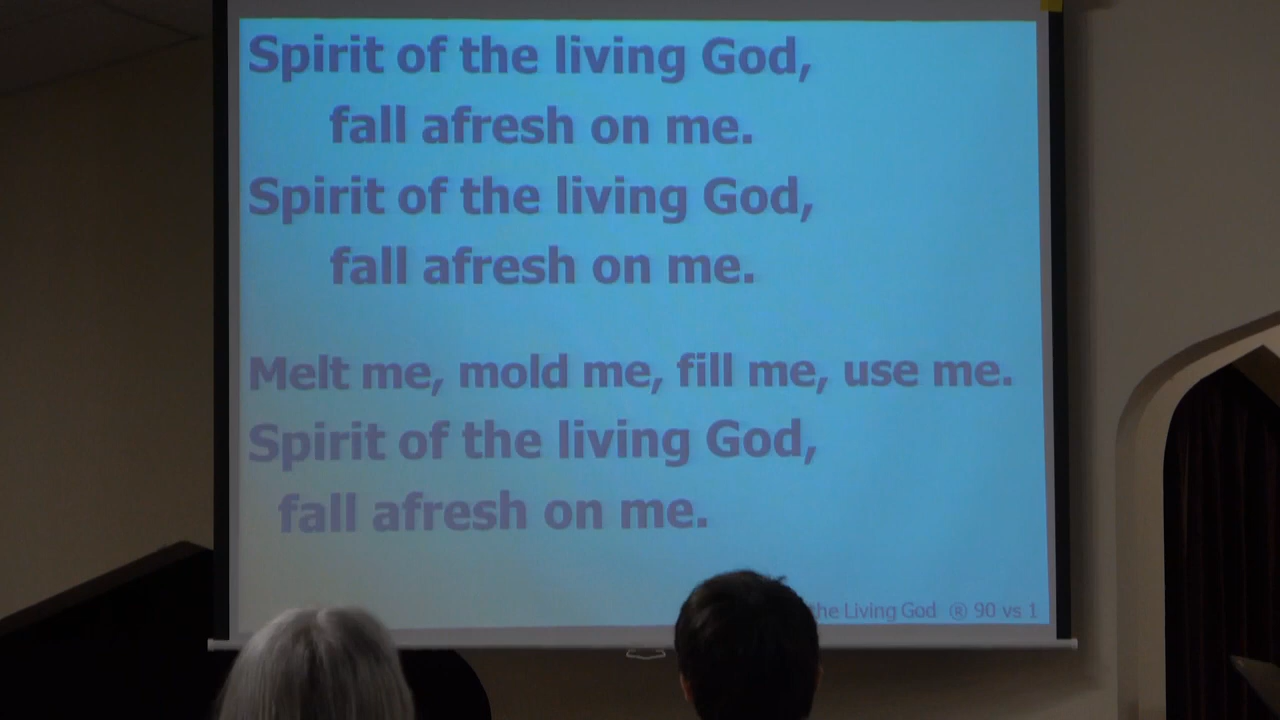 Spirit of the living God,
fall afresh on me.
Spirit of the living God,
fall afresh on me.
Melt me, mold me, fill me, use me.
Spirit of the living God,
fall afresh on me.
the Living God ® 90 vs 1